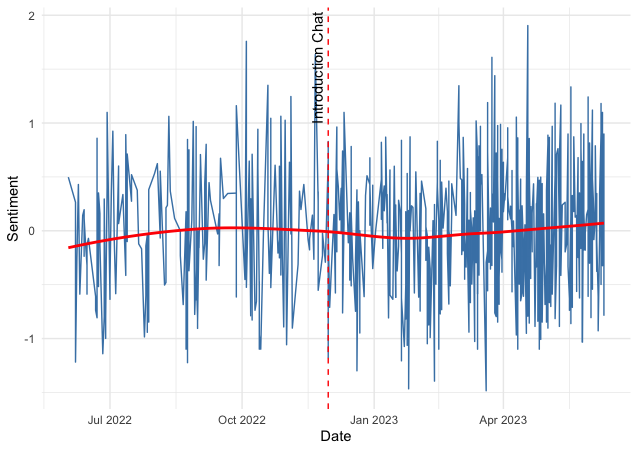 2
1
0
-1
Sentiment
Introduction Chat
Jul 2022
Oct 2022
Jan 2023
Apr 2023
Date